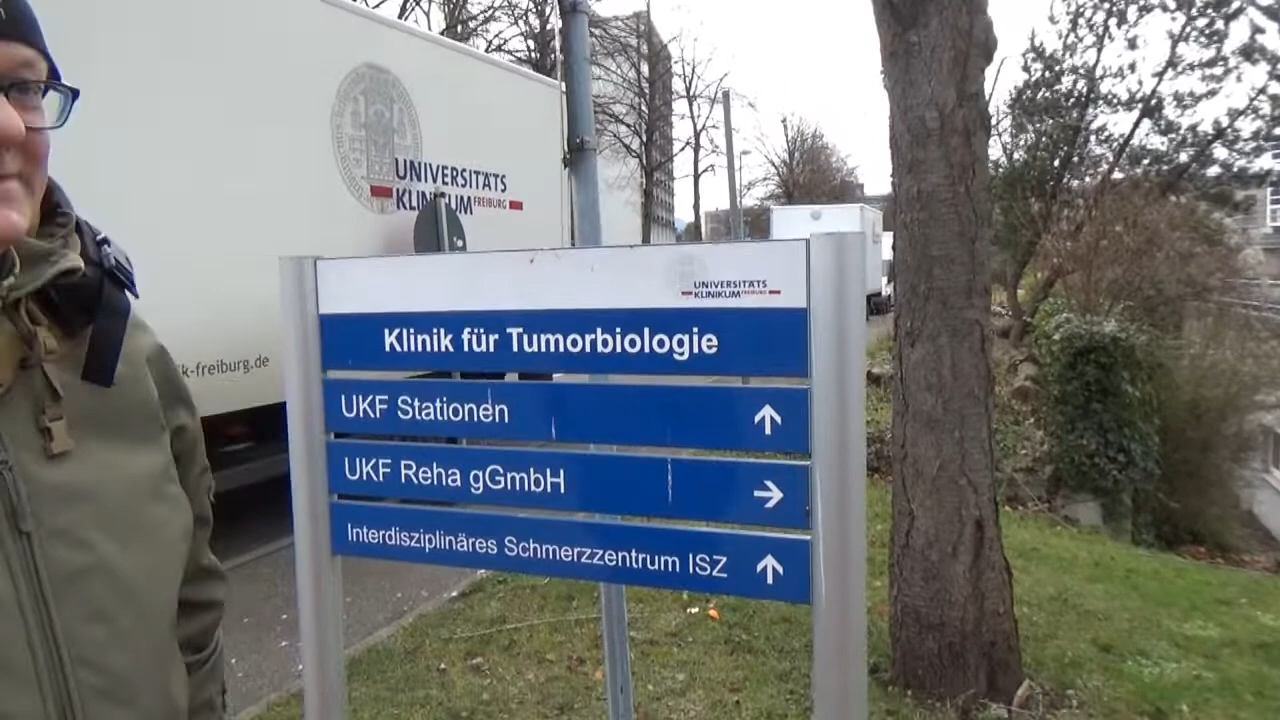 UNIVERSITÄTS
KLINIKUM FREIBURG
k-freiburg.de
UNIVERSITÄTS
KLINIKUM FREIBURG
Klinik für Tumorbiologie
UKF Stationen ↑
UKF Reha gGmbH →
Interdisziplinäres Schmerzzentrum ISZ ↑